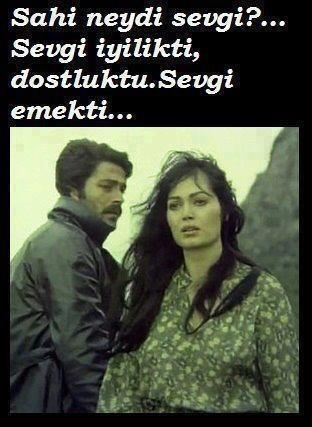 Sahi neydi sevgi?...
Sevgi iyilikti,
dostluktu.Sevgi
emekti...